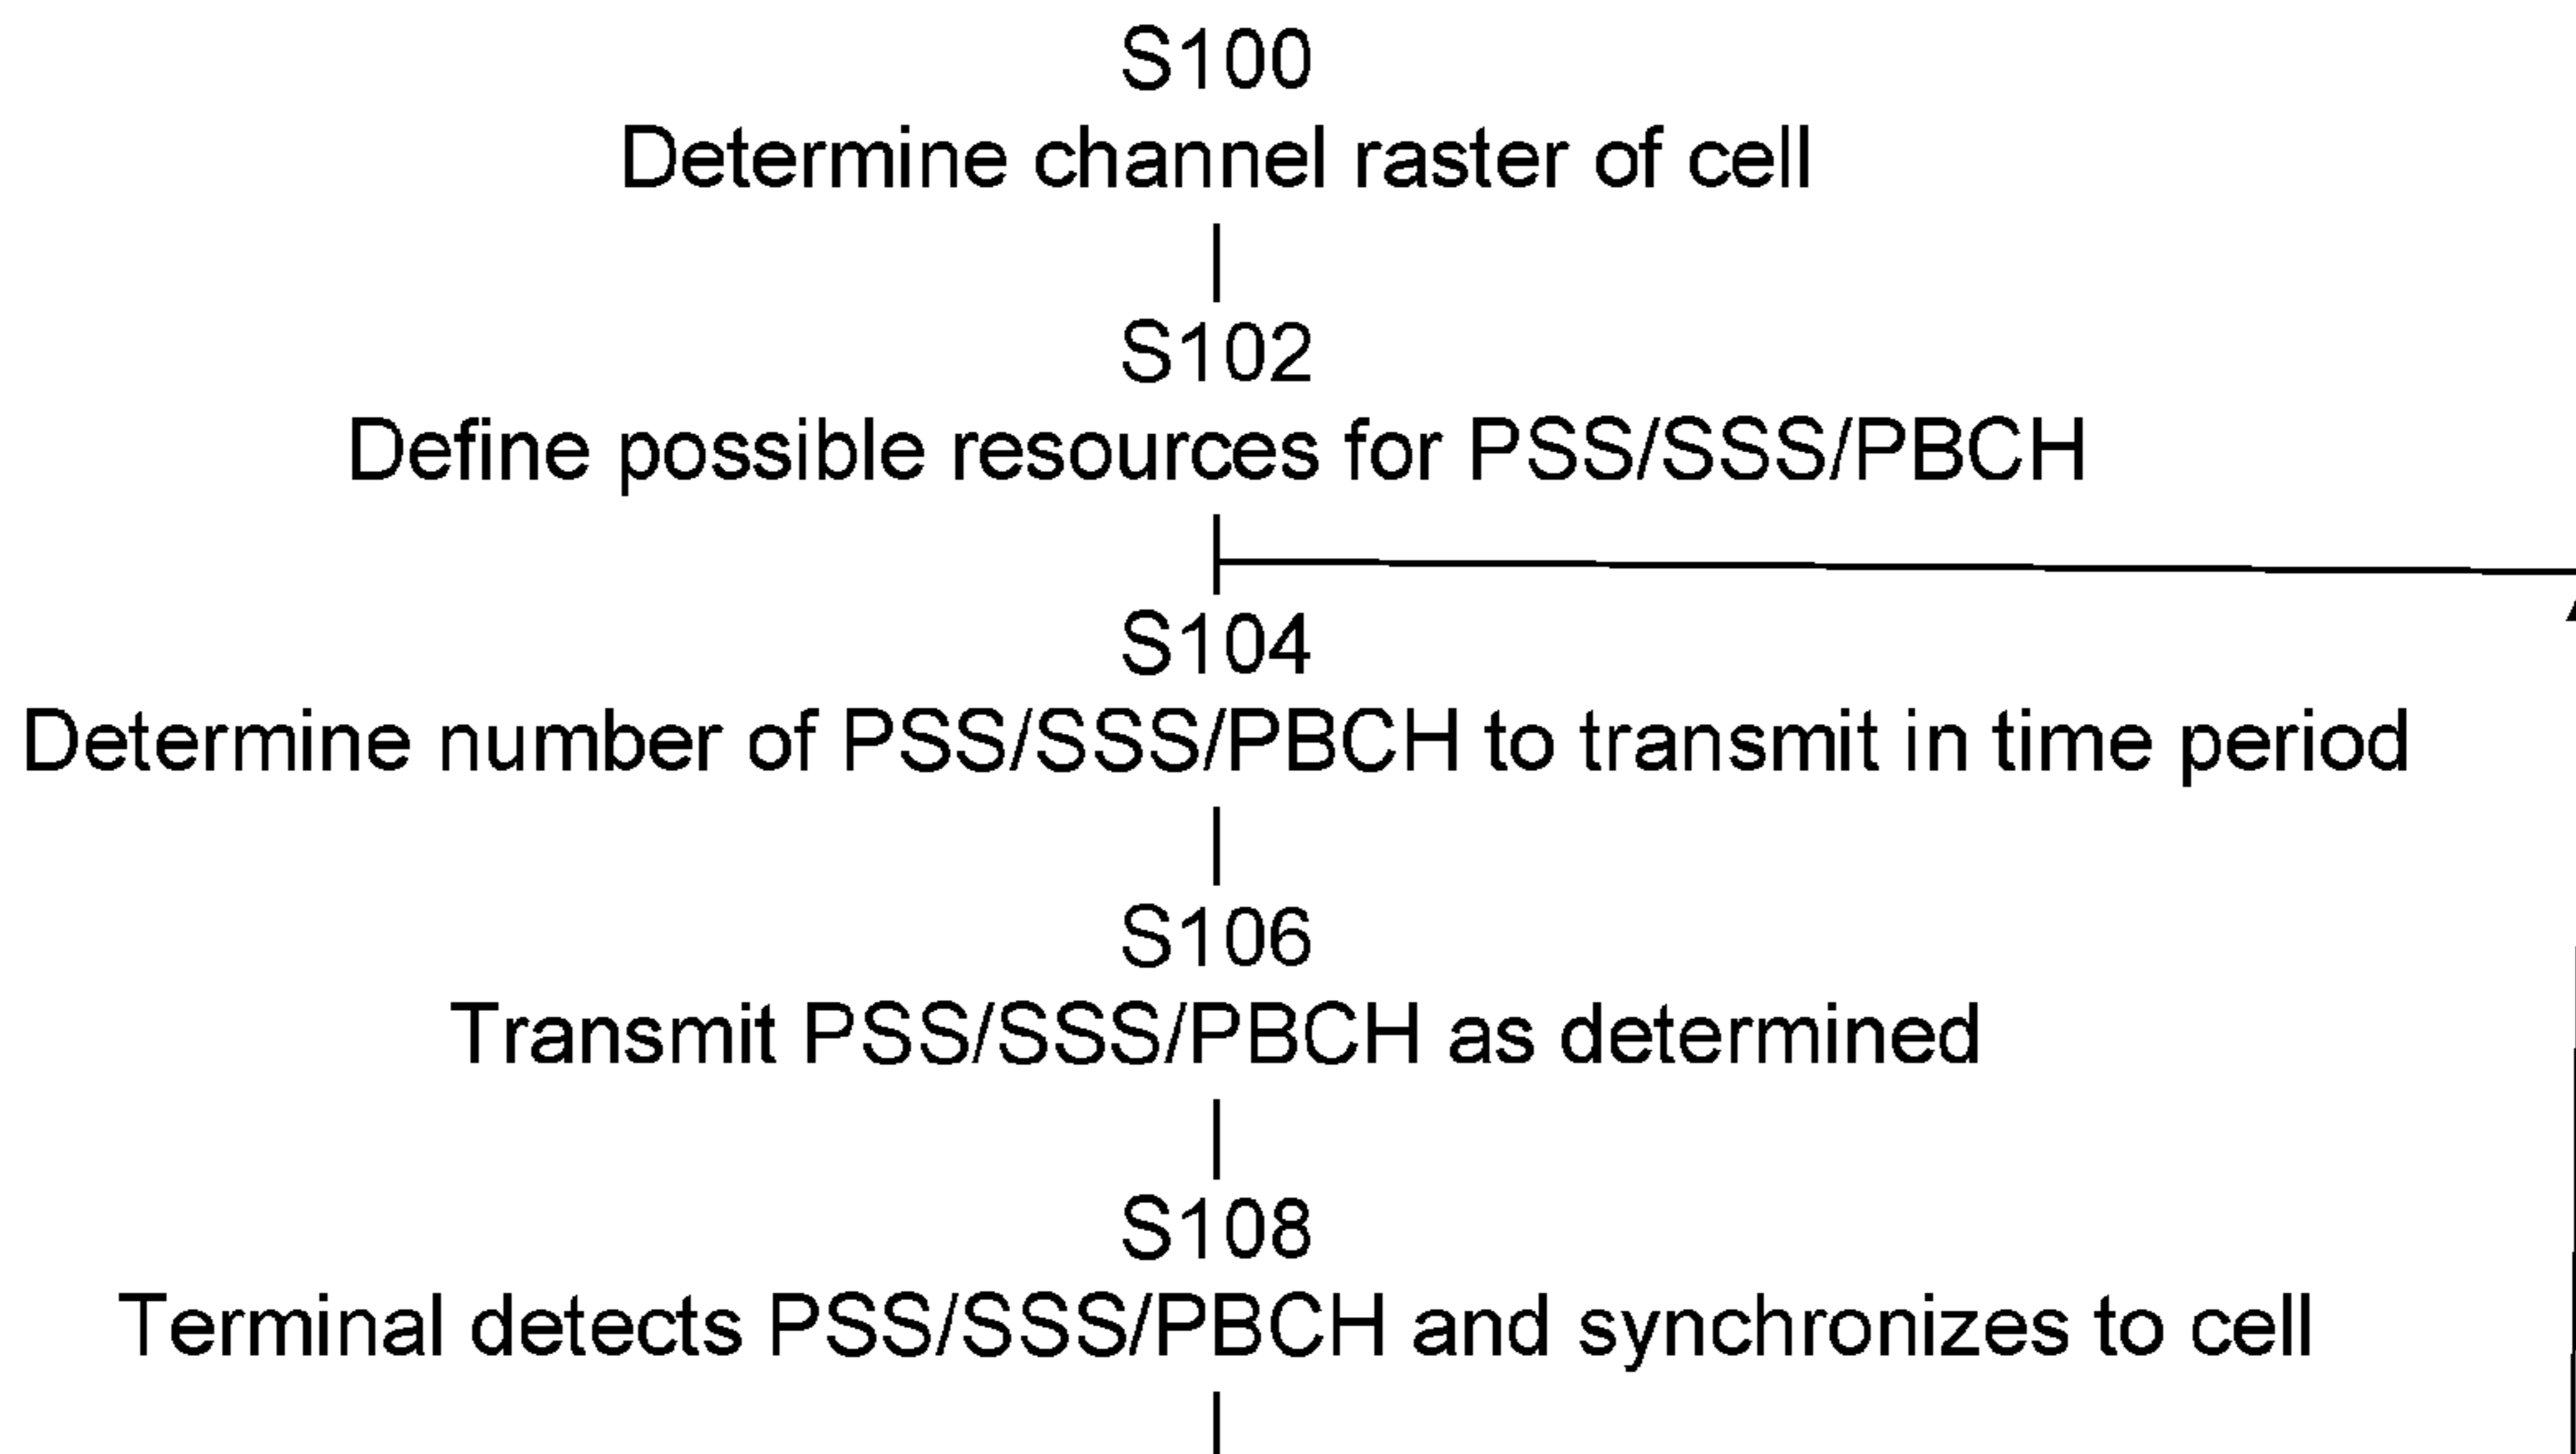 S100
Determine channel raster of cell
S102
Define possible resources for PSS/SSS/PBCH
S104
Determine number of PSS/SSS/PBCH to transmit in time period
S106
Transmit PSS/SSS/PBCH as determined
S108
Terminal detects PSS/SSS/PBCH and synchronizes to cell